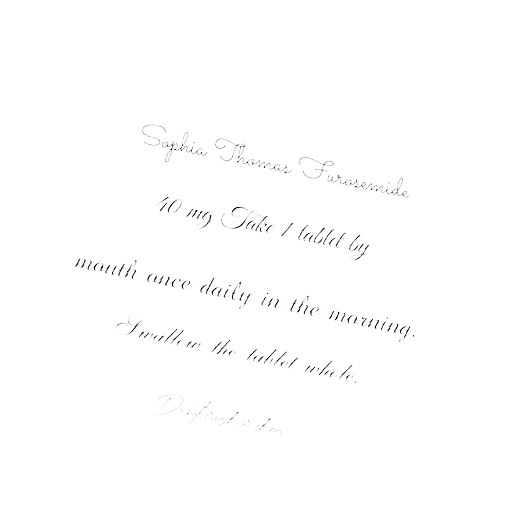 Sophia Thomas Furosemide
40 mg Take 1 tablet by
mouth once daily in the morning.
Swallow the tablet whole.